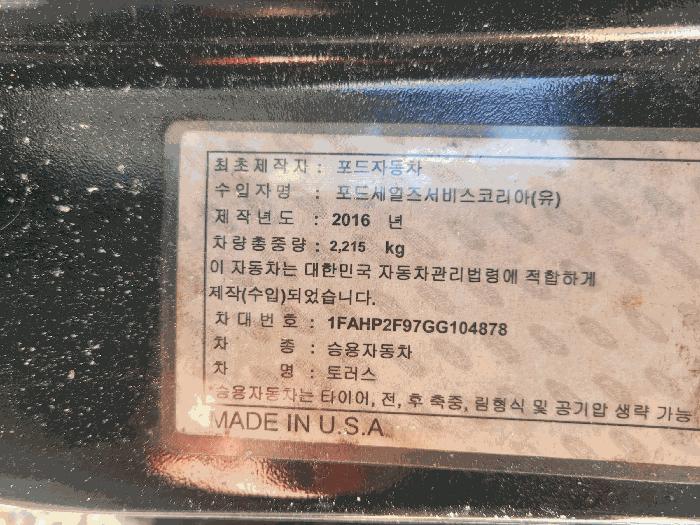 최초제작자 : 포드자동차
수입자명 : 포드세일즈서비스코리아(유)
제작년도 : 2016 년
차량총중량 : 2,215 kg
이 자동차는 대한민국 자동차관리법령에 적합하게
제작(수입)되었습니다.
차대번호 : 1FAHP2F97GG104878
차 종 : 승용자동차
차 명 : 토러스
*승용자동차는 타이어, 전, 후 축중, 림형식 및 공기압 생략 가능
MADE IN U.S.A